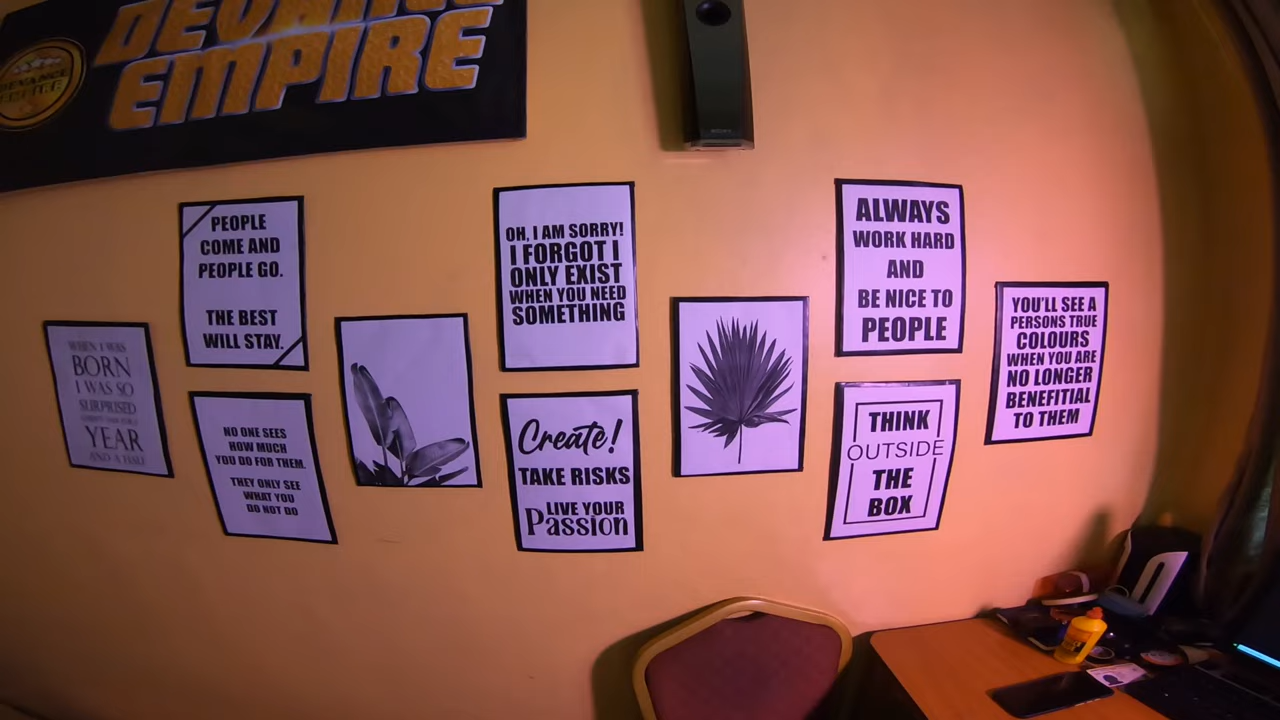 DEVANCE
EMPIRE
DEVANCE
EMPIRE
SONY
PEOPLE
COME AND
PEOPLE GO.
THE BEST
WILL STAY.
OH, I AM SORRY!
I FORGOT I
ONLY EXIST
WHEN YOU NEED
SOMETHING
ALWAYS
WORK HARD
AND
BE NICE TO
PEOPLE
YOU'LL SEE A
PERSONS TRUE
COLOURS
WHEN YOU ARE
NO LONGER
BENEFITIAL
TO THEM
WHEN I WAS
BORN
I WAS SO
SURPRISED
YEAR
AND A HALF
NO ONE SEES
HOW MUCH
YOU DO FOR THEM.
THEY ONLY SEE
WHAT YOU
DO NOT DO
Create!
TAKE RISKS
LIVE YOUR
Passion
THINK
OUTSIDE
THE
BOX